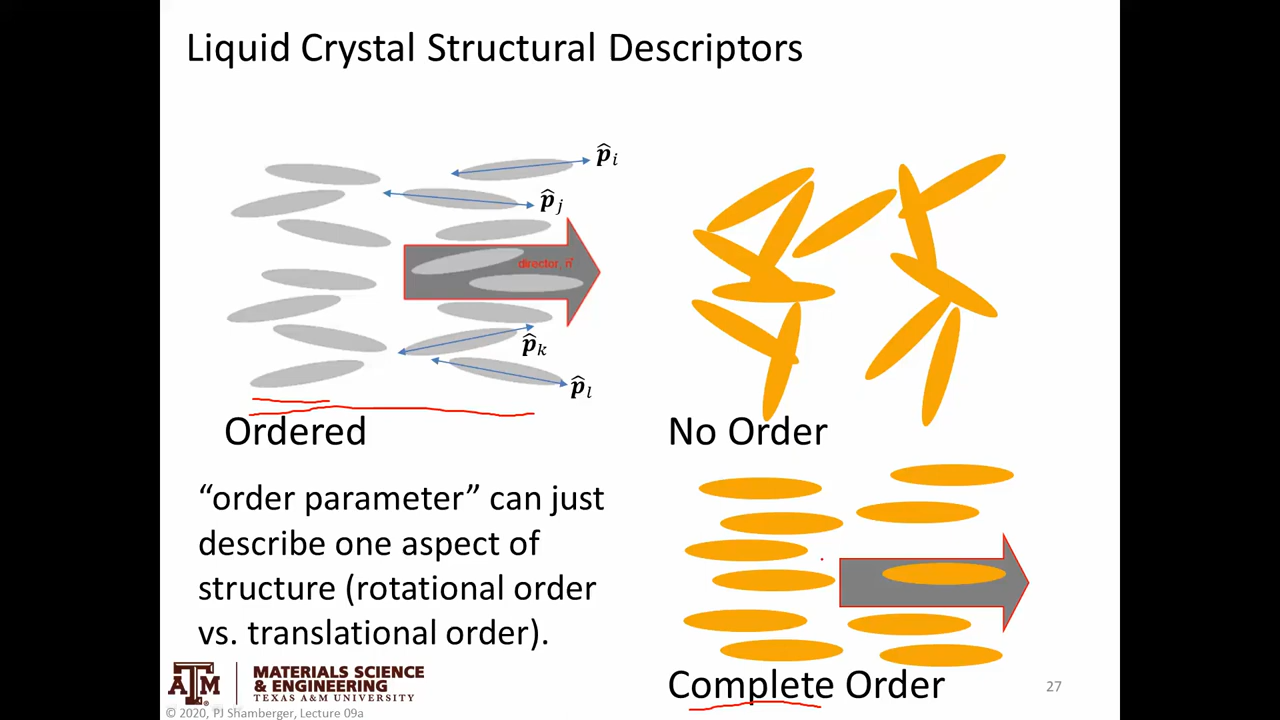 Liquid Crystal Structural Descriptors
p̂i
p̂j
director, n⃗
p̂k
p̂l
Ordered
No Order
“order parameter” can just
describe one aspect of
structure (rotational order
vs. translational order).
Complete Order
ATM
MATERIALS SCIENCE
& ENGINEERING
TEXAS A&M UNIVERSITY
© 2020, PJ Shamberger, Lecture 09a
27